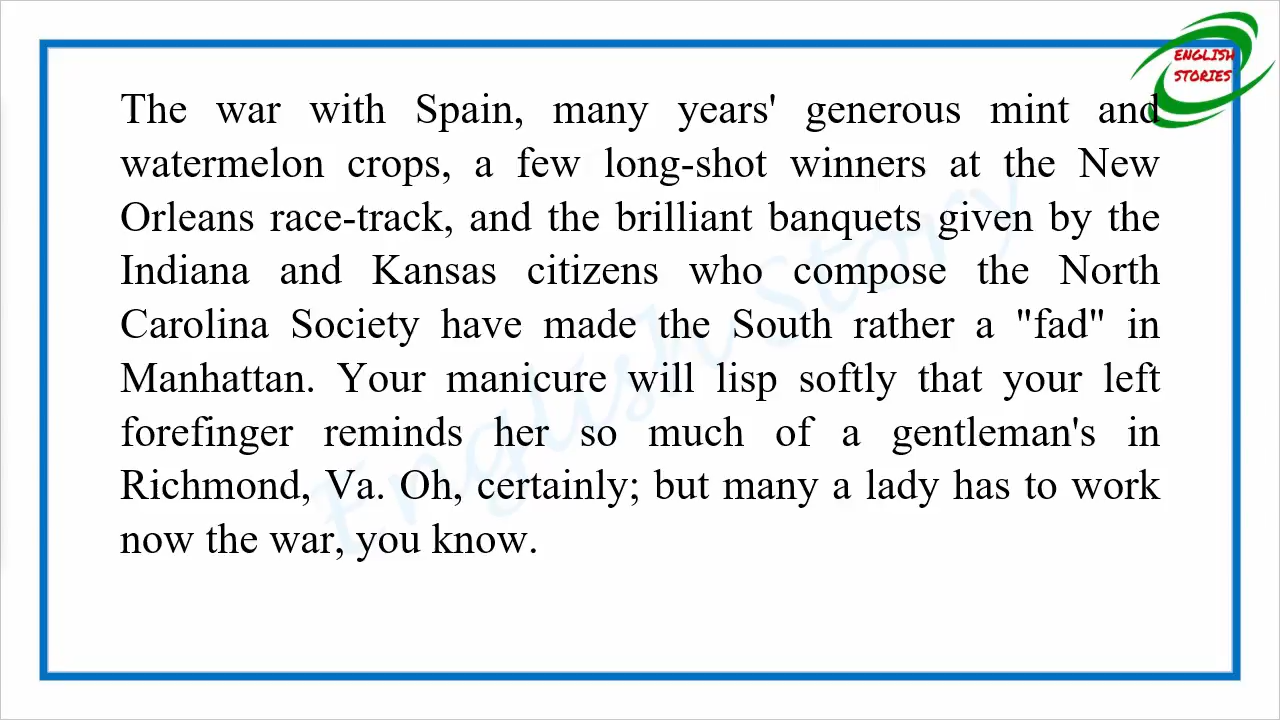 ENGLISH
STORIES
The war with Spain, many years' generous mint and
watermelon crops, a few long-shot winners at the New
Orleans race-track, and the brilliant banquets given by the
Indiana and Kansas citizens who compose the North
Carolina Society have made the South rather a "fad" in
Manhattan. Your manicure will lisp softly that your left
forefinger reminds her so much of a gentleman's in
Richmond, Va. Oh, certainly; but many a lady has to work
now the war, you know.
English Story